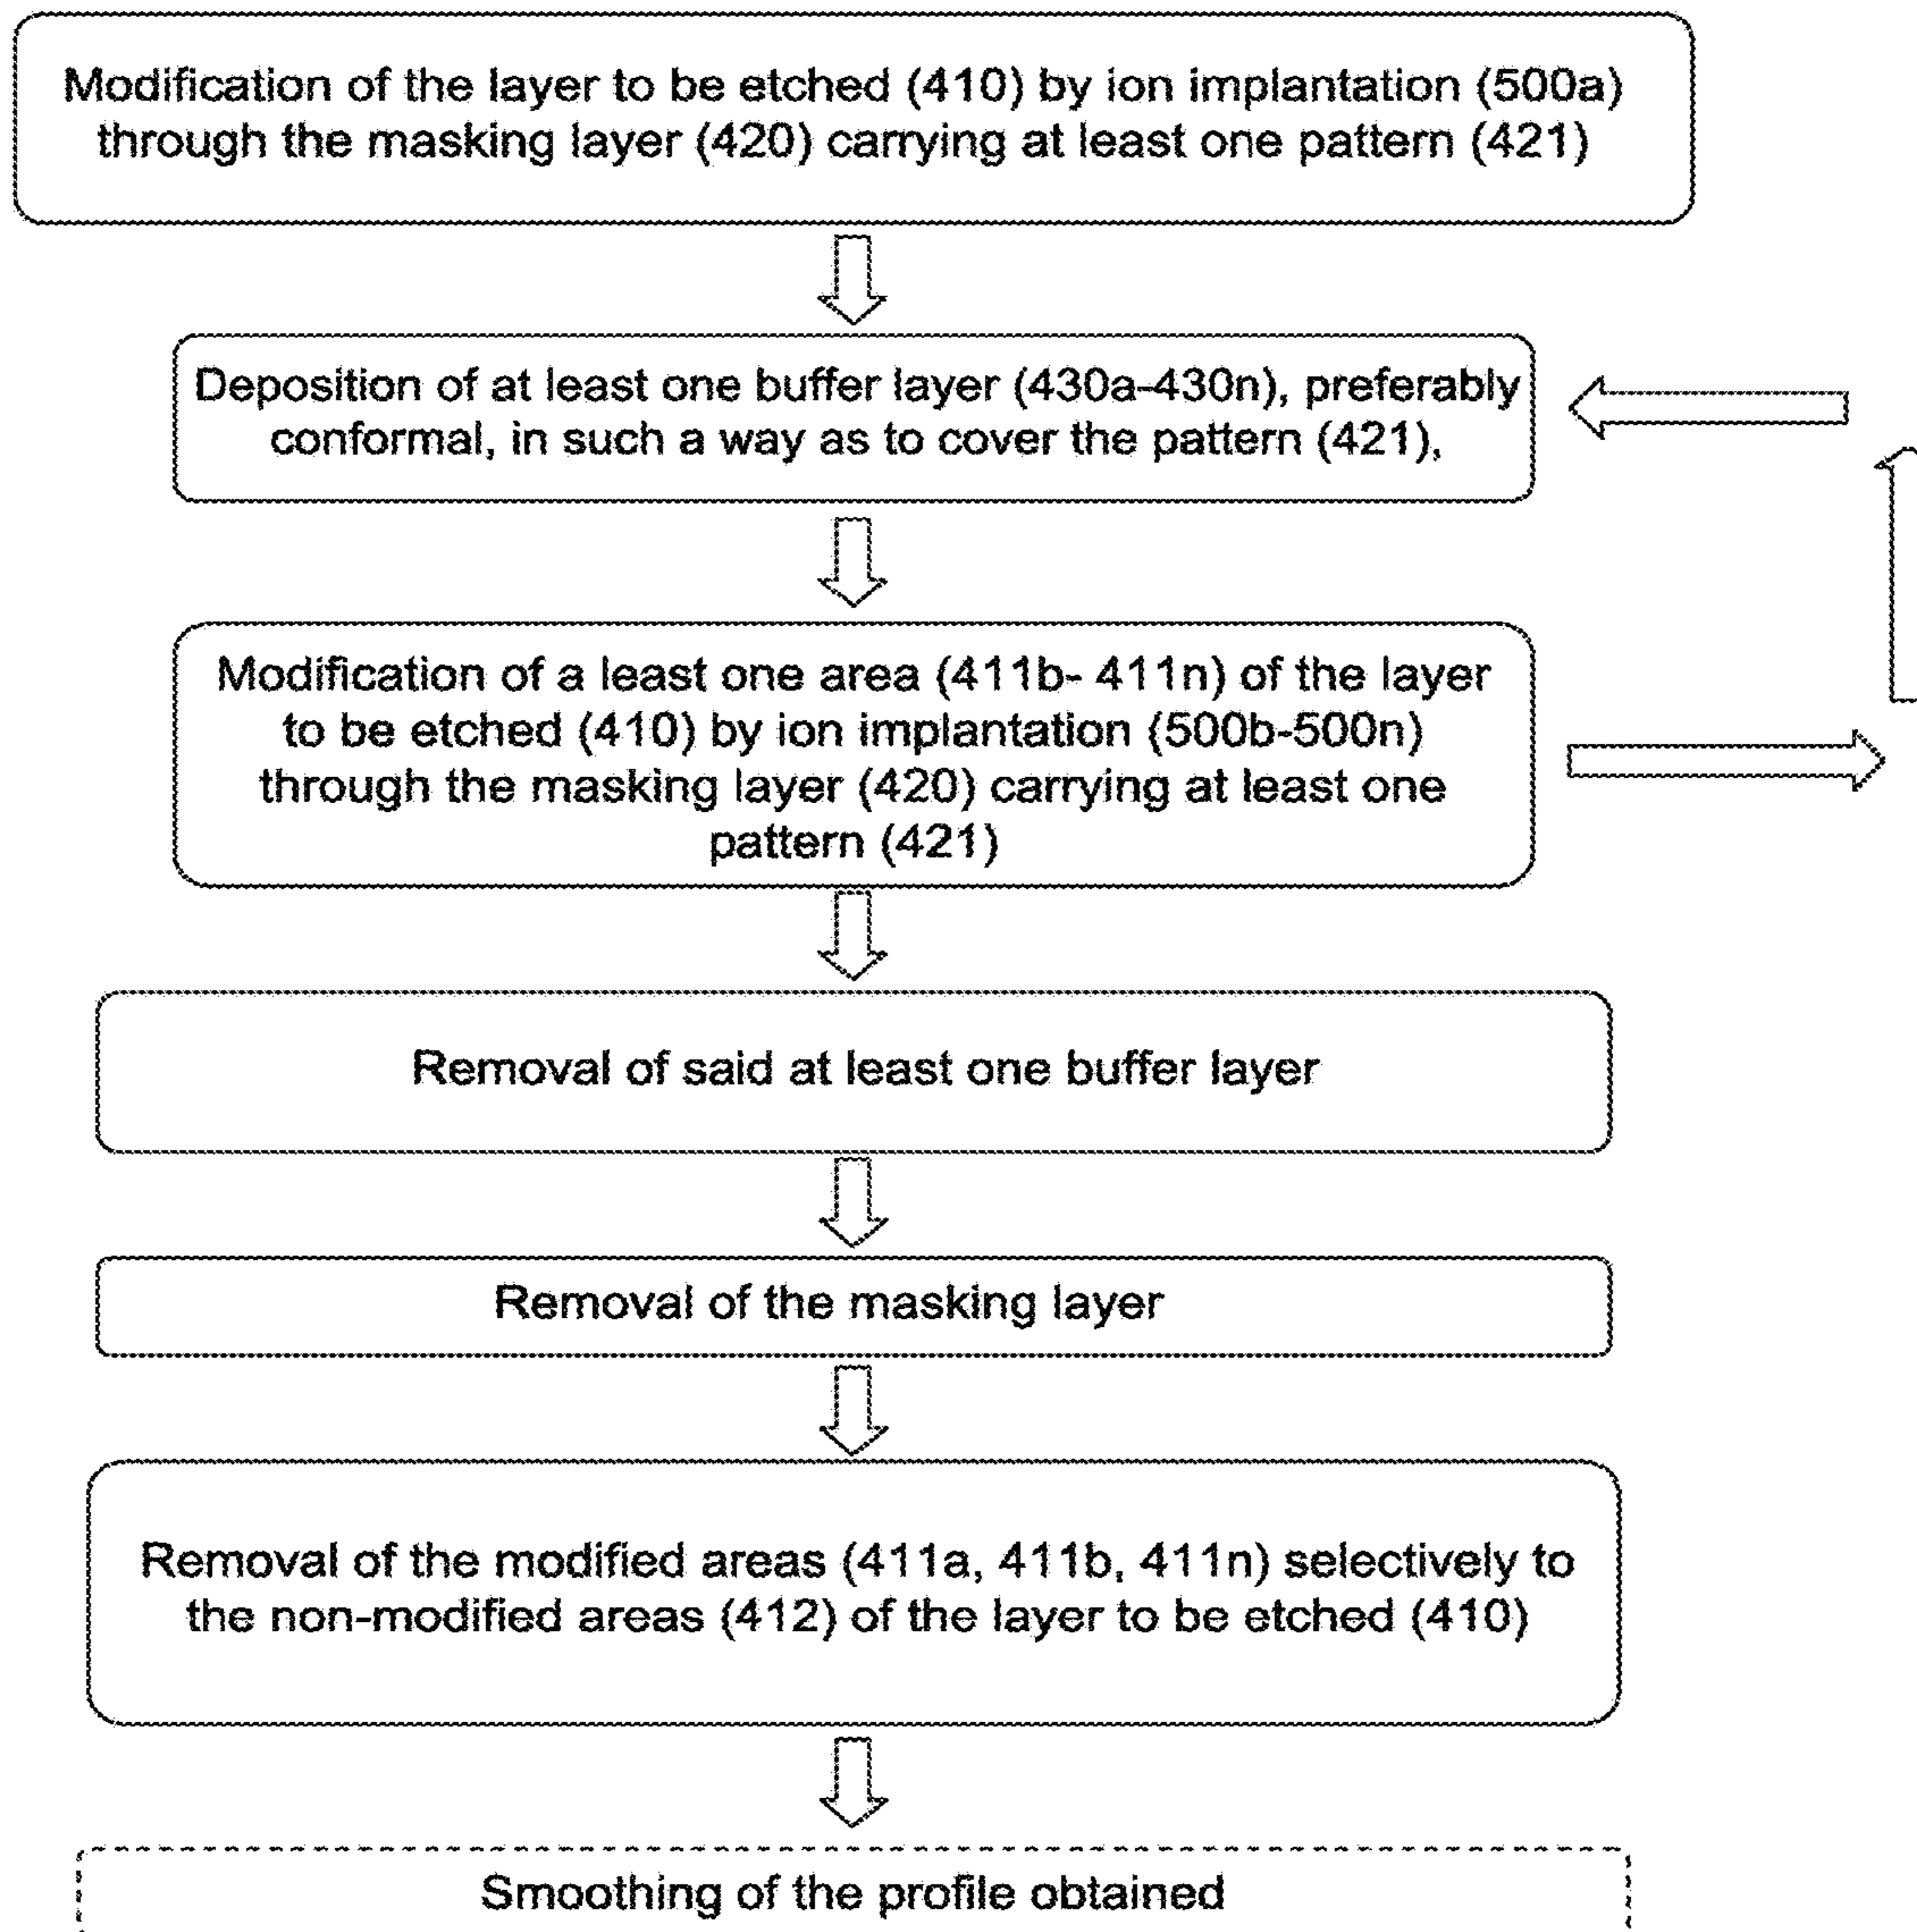 Modification of the layer to be etched (410) by ion implantation (500a)
through the masking layer (420) carrying at least one pattern (421)
Deposition of at least one buffer layer (430a-430n), preferably
conformal, in such a way as to cover the pattern (421),
Modification of a least one area (411b- 411n) of the layer
to be etched (410) by ion implantation (500b-500n)
through the masking layer (420) carrying at least one
pattern (421)
Removal of said at least one buffer layer
Removal of the masking layer
Removal of the modified areas (411a, 411b, 411n) selectively to
the non-modified areas (412) of the layer to be etched (410)
Smoothing of the profile obtained